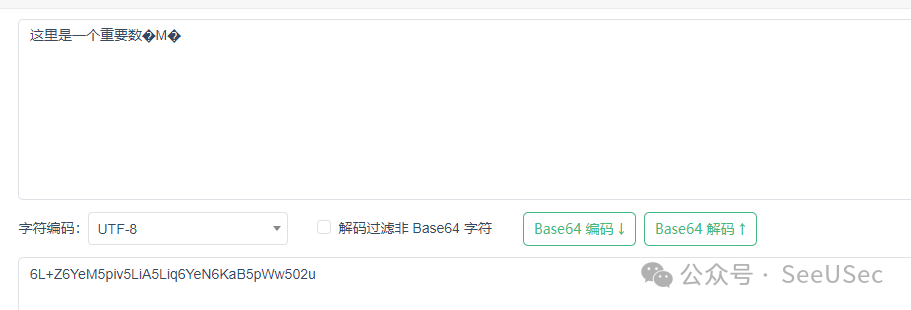 这里是一个重要数�M�
字符编码: UTF-8 解码过滤非 Base64 字符 Base64 编码↓ Base64 解码↑
6L+Z6YeM5piv5LiA5Liq6YeN6KaB5pWw502u
公众号 · SeeUSec